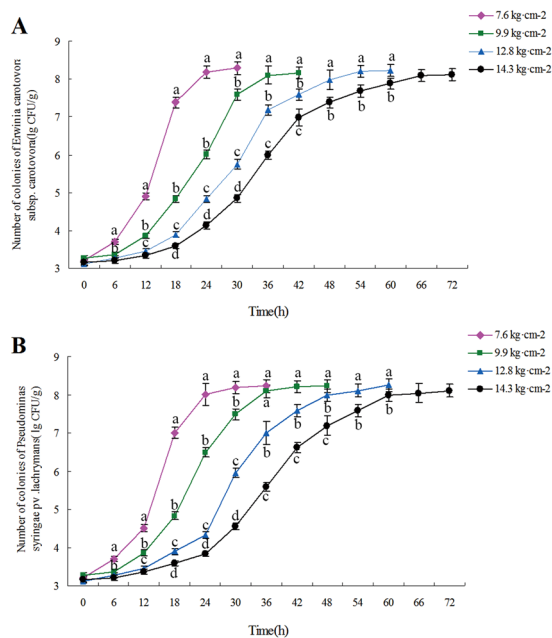 A
7.6 kg·cm-2
9.9 kg·cm-2
12.8 kg·cm-2
14.3 kg·cm-2
Number of colonies of Erwinia carotovon
subsp. carotovora(lg CFU/g)
9
8
7
6
5
4
3
a a a a a a a
a b b b b b b
a b c c c
a b b c c d d
b c c d d
b c d
0 6 12 18 24 30 36 42 48 54 60 66 72
Time(h)
B
7.6 kg·cm-2
9.9 kg·cm-2
12.8 kg·cm-2
14.3 kg·cm-2
Number of colonies of Pseudominas
syringae pv .lachrymans( lg CFU/g)
9
8
7
6
5
4
3
a a a a a a a
a b a b b b
a b c c c
a b b c c d d
b c c d
0 6 12 18 24 30 36 42 48 54 60 66 72
Time(h)